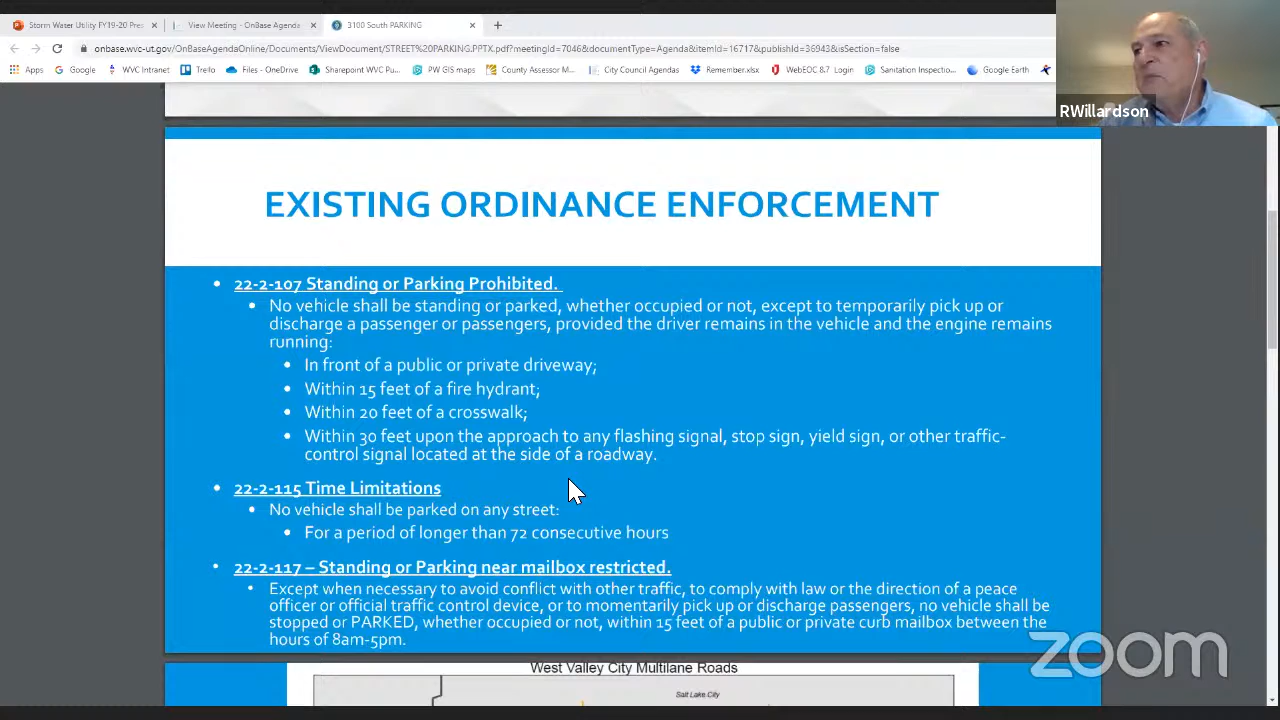 Storm Water Utility FY19-20 Pres
View Meeting - OnBase Agenda
3100 South PARKING
onbase.wvc-ut.gov/OnBaseAgendaOnline/Documents/ViewDocument/STREET%20PARKING.PPTX.pdf?meetingId=7046&documentType=Agenda&itemId=16717&publishId=36943&isSection=false
Apps Google WVC Intranet Trello Files - OneDrive Sharepoint WVC Pu... PW GIS maps County Assessor M... City Council Agendas Remember.xlsx WebEOC 8.7 Login Sanitation Inspectio... Google Earth
RWillardson
EXISTING ORDINANCE ENFORCEMENT
• 22-2-107 Standing or Parking Prohibited.
• No vehicle shall be standing or parked, whether occupied or not, except to temporarily pick up or
discharge a passenger or passengers, provided the driver remains in the vehicle and the engine remains
running:
• In front of a public or private driveway;
• Within 15 feet of a fire hydrant;
• Within 20 feet of a crosswalk;
• Within 30 feet upon the approach to any flashing signal, stop sign, yield sign, or other traffic-
control signal located at the side of a roadway.
• 22-2-115 Time Limitations
• No vehicle shall be parked on any street:
• For a period of longer than 72 consecutive hours
• 22-2-117 – Standing or Parking near mailbox restricted.
• Except when necessary to avoid conflict with other traffic, to comply with law or the direction of a peace
officer or official traffic control device, or to momentarily pick up or discharge passengers, no vehicle shall be
stopped or PARKED, whether occupied or not, within 15 feet of a public or private curb mailbox between the
hours of 8am-5pm.
West Valley City Multilane Roads
Salt Lake City
zoom